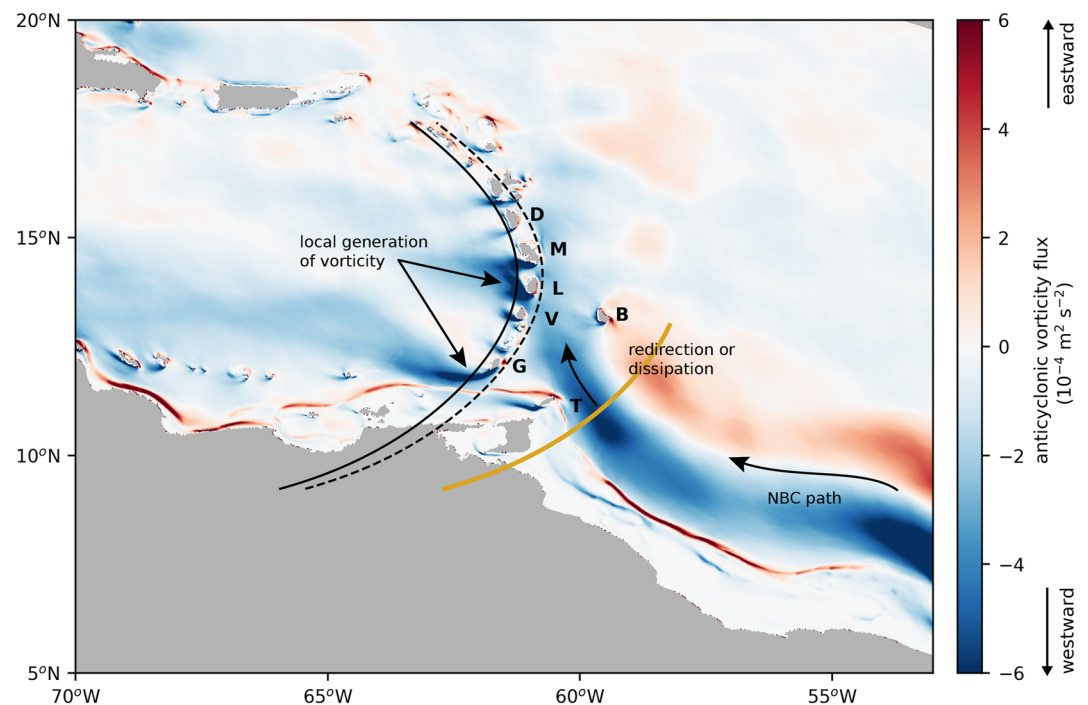 20°N
15°N
10°N
5°N
70°W
65°W
60°W
55°W
local generation
of vorticity
D
M
L
V
B
G
T
redirection or
dissipation
NBC path
6
4
2
0
−2
−4
−6
anticyclonic vorticity flux
(10⁻⁴ m² s⁻²)
eastward
westward